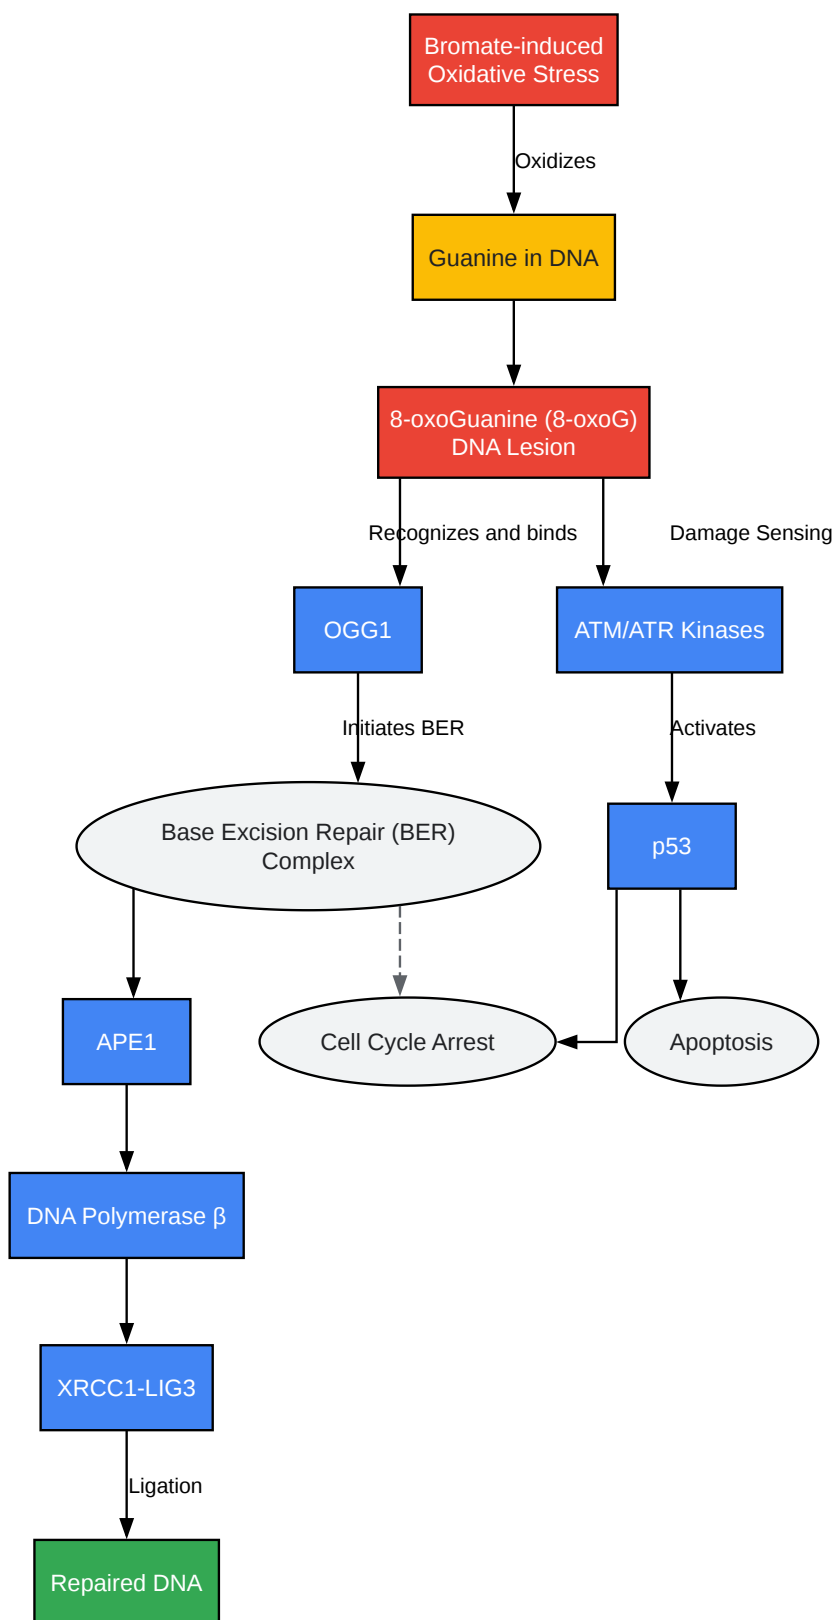 Bromate-induced
Oxidative Stress
Oxidizes
Guanine in DNA
8-oxoGuanine (8-oxoG)
DNA Lesion
Recognizes and binds
Damage Sensing
OGG1
ATM/ATR Kinases
Initiates BER
Activates
Base Excision Repair (BER)
Complex
p53
APE1
Cell Cycle Arrest
Apoptosis
DNA Polymerase β
XRCC1-LIG3
Ligation
Repaired DNA